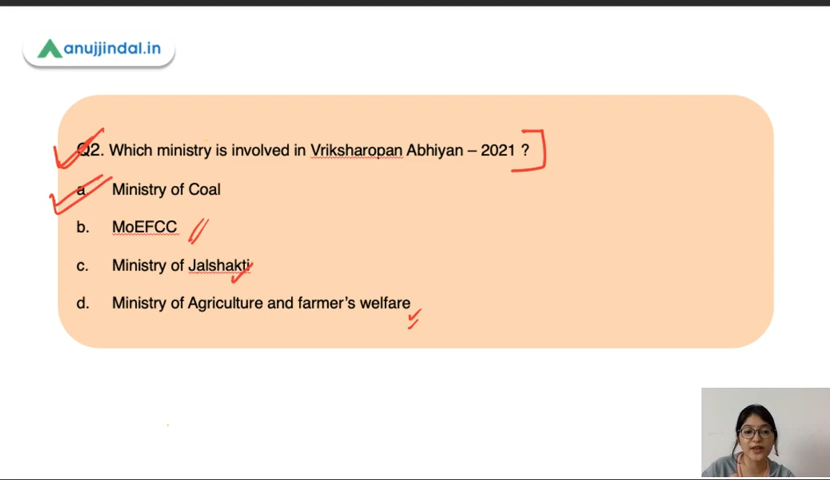 anujjindal.in
Q2. Which ministry is involved in Vriksharopan Abhiyan – 2021 ?
a. Ministry of Coal
b. MoEFCC
c. Ministry of Jalshakti
d. Ministry of Agriculture and farmer's welfare